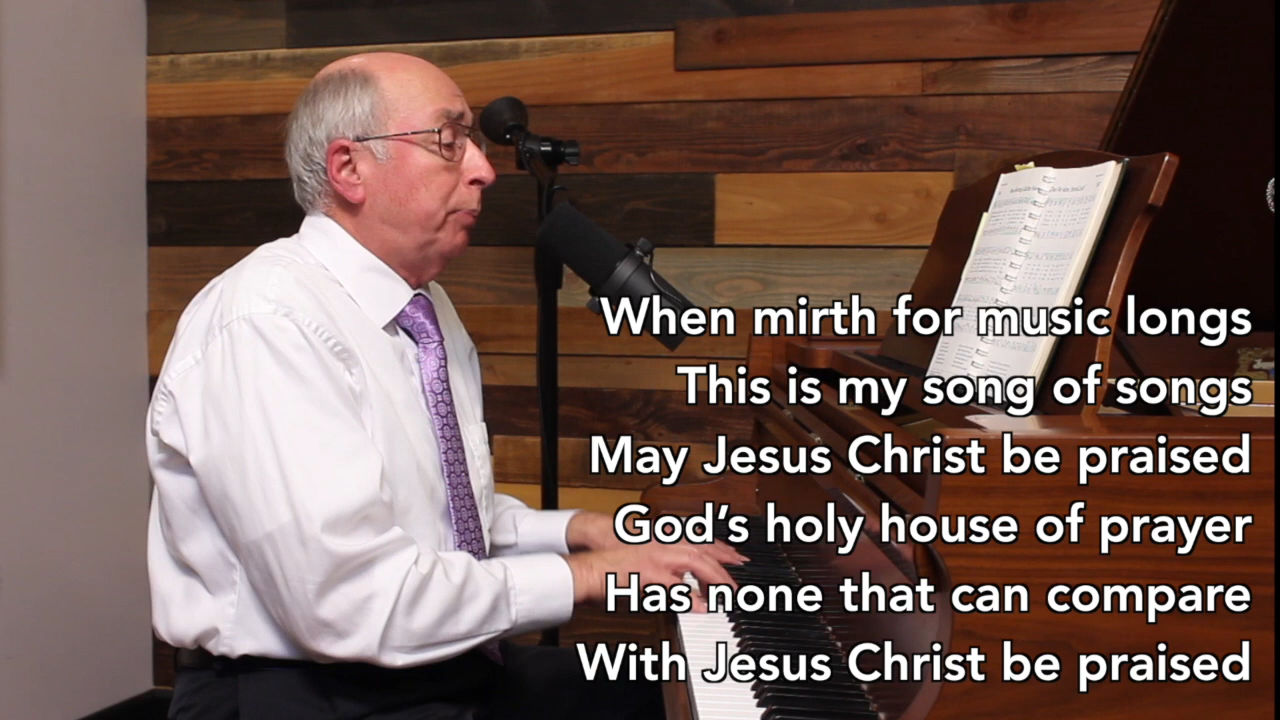 When mirth for music longs
This is my song of songs
May Jesus Christ be praised
God's holy house of prayer
Has none that can compare
With Jesus Christ be praised